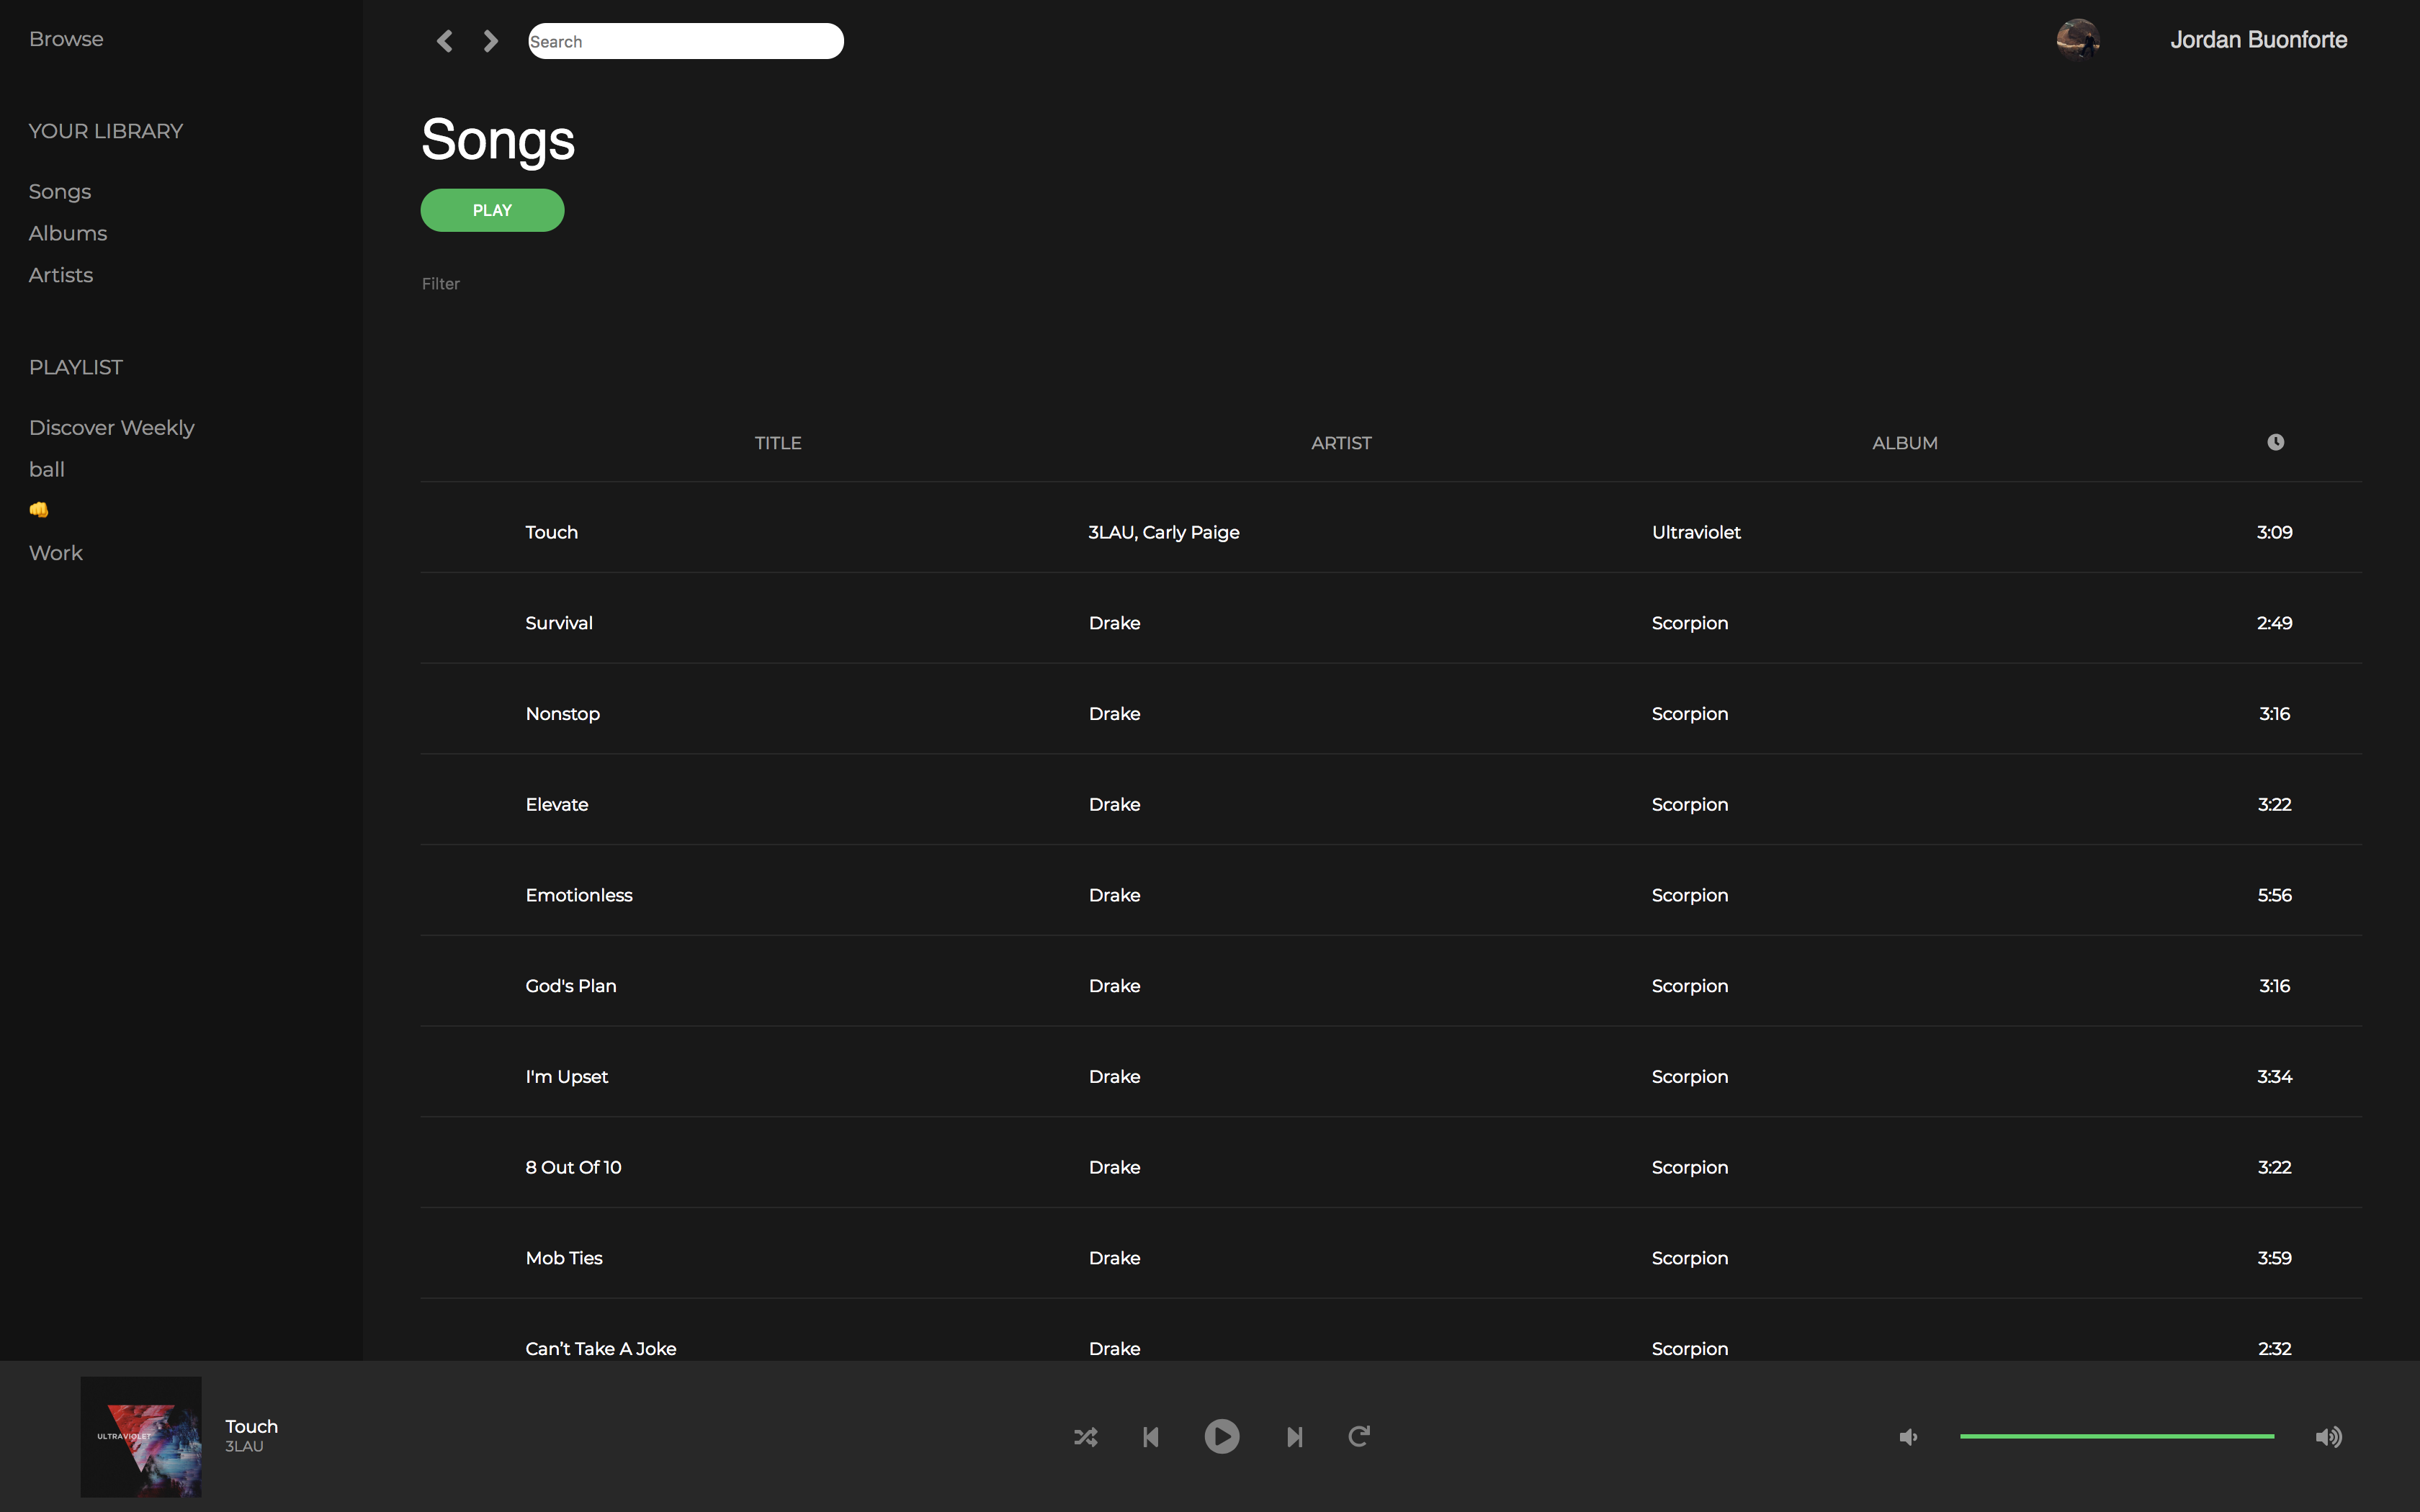 Browse
YOUR LIBRARY
Songs
Albums
Artists
PLAYLIST
Discover Weekly
ball
👊
Work
Search
Jordan Buonforte
Songs
PLAY
Filter
TITLE ARTIST ALBUM
Touch 3LAU, Carly Paige Ultraviolet 3:09
Survival Drake Scorpion 2:49
Nonstop Drake Scorpion 3:16
Elevate Drake Scorpion 3:22
Emotionless Drake Scorpion 5:56
God's Plan Drake Scorpion 3:16
I'm Upset Drake Scorpion 3:34
8 Out Of 10 Drake Scorpion 3:22
Mob Ties Drake Scorpion 3:59
Can't Take A Joke Drake Scorpion 2:32
ULTRAVIOLET
Touch
3LAU